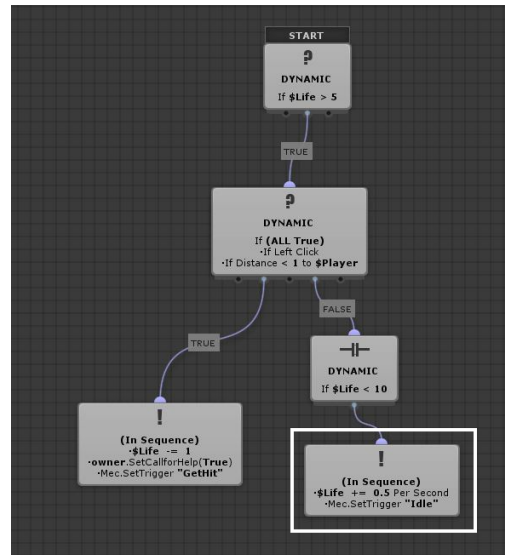 START
?
DYNAMIC
If $Life > 5
TRUE
?
DYNAMIC
If (ALL True)
•If Left Click
•If Distance < 1 to $Player
TRUE
FALSE
DYNAMIC
If $Life < 10
!
(In Sequence)
•$Life -= 1
•owner.SetCallforHelp(True)
•Mec.SetTrigger "GetHit"
!
(In Sequence)
•$Life += 0.5 Per Second
•Mec.SetTrigger "Idle"